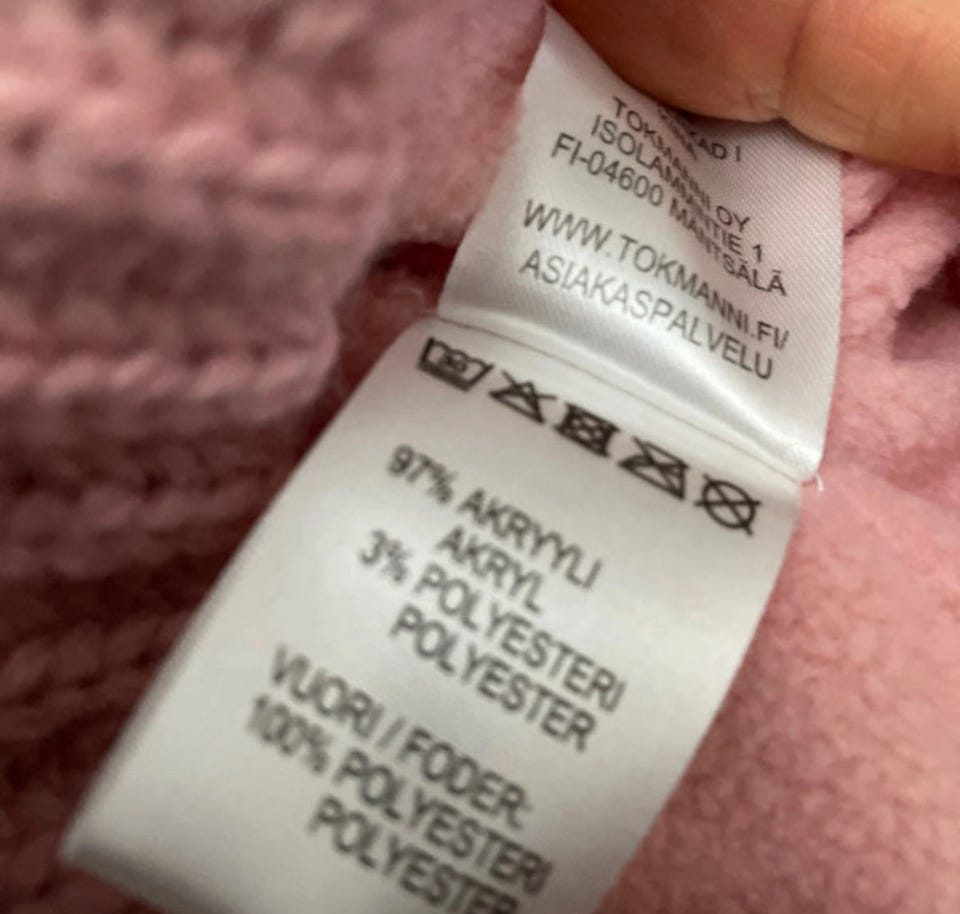 TOKMANNI OY
ISOLAMMINTIE 1
FI-04600 MÄNTSÄLÄ
WWW.TOKMANNI.FI/
ASIAKASPALVELU
97% AKRYYLI
AKRYL
3% POLYESTERI
POLYESTER
VUORI / FODER:
100% POLYESTERI
POLYESTER